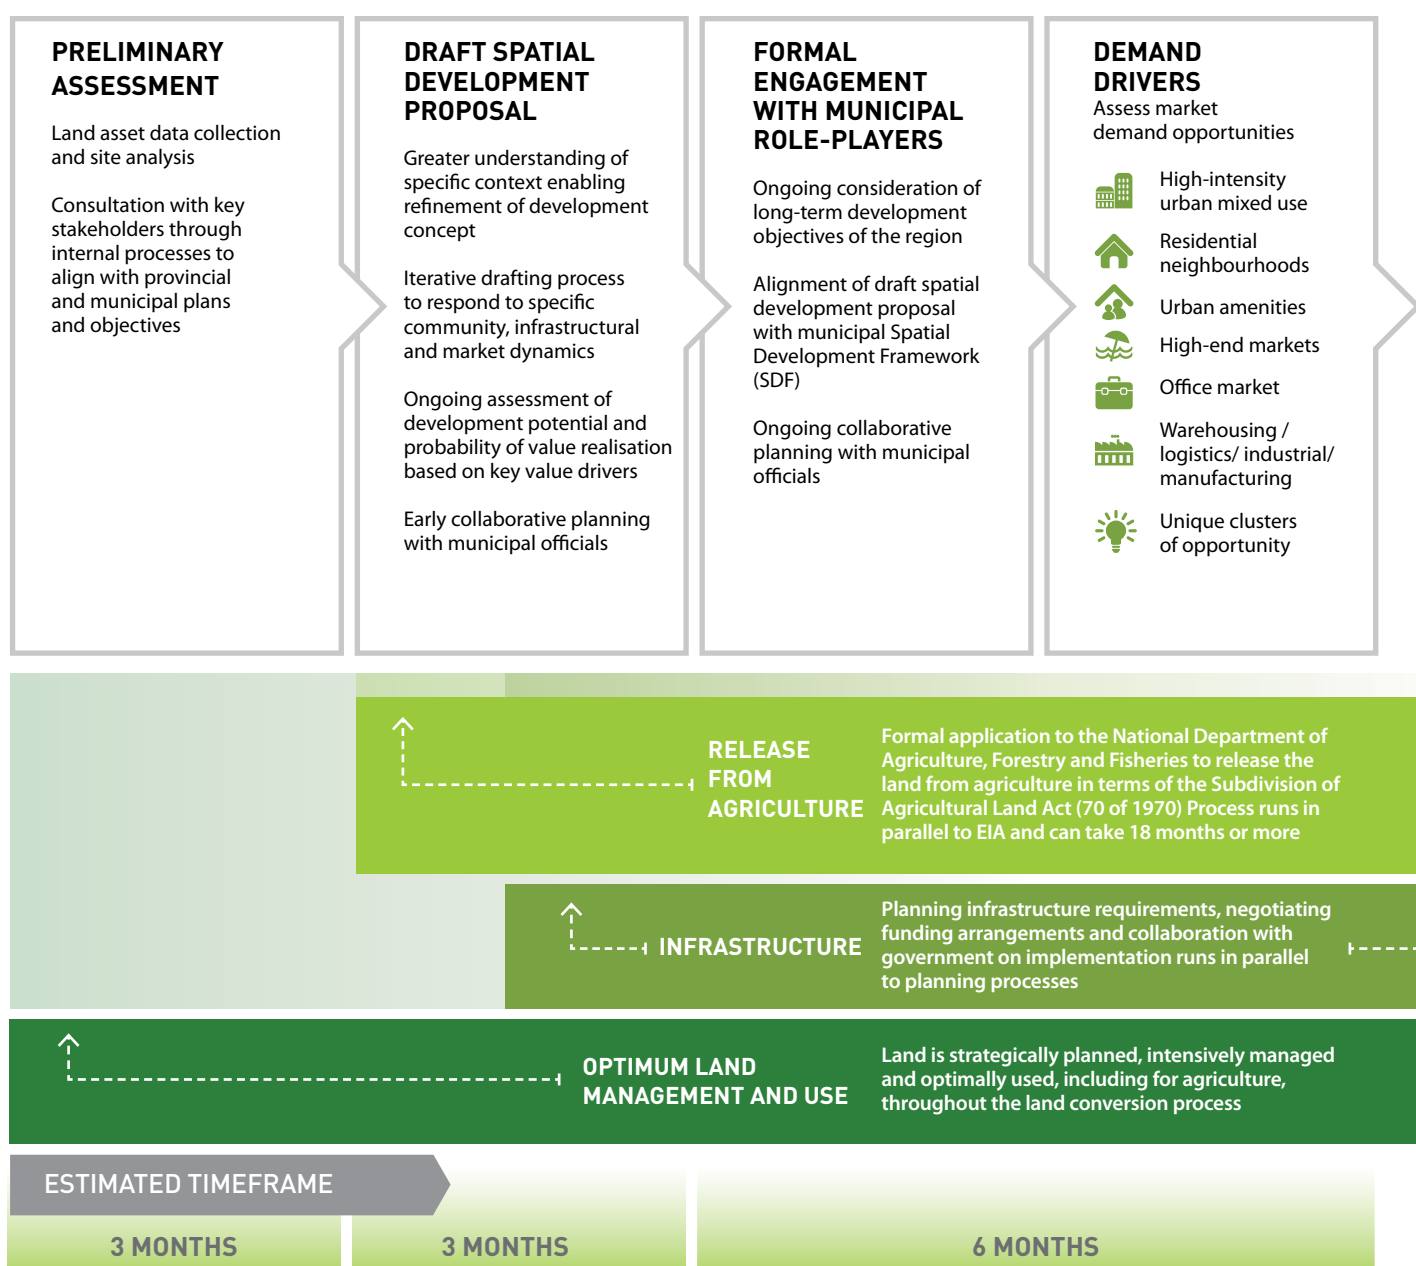 PRELIMINARY
ASSESSMENT
Land asset data collection
and site analysis
Consultation with key
stakeholders through
internal processes to
align with provincial
and municipal plans
and objectives
DRAFT SPATIAL
DEVELOPMENT
PROPOSAL
Greater understanding of
specific context enabling
refinement of development
concept
Iterative drafting process
to respond to specific
community, infrastructural
and market dynamics
Ongoing assessment of
development potential and
probability of value realisation
based on key value drivers
Early collaborative planning
with municipal officials
FORMAL
ENGAGEMENT
WITH MUNICIPAL
ROLE-PLAYERS
Ongoing consideration of
long-term development
objectives of the region
Alignment of draft spatial
development proposal
with municipal Spatial
Development Framework
(SDF)
Ongoing collaborative
planning with municipal
officials
DEMAND
DRIVERS
Assess market
demand opportunities
High-intensity
urban mixed use
Residential
neighbourhoods
Urban amenities
High-end markets
Office market
Warehousing /
logistics/ industrial/
manufacturing
Unique clusters
of opportunity
RELEASE
FROM
AGRICULTURE
Formal application to the National Department of
Agriculture, Forestry and Fisheries to release the
land from agriculture in terms of the Subdivision of
Agricultural Land Act (70 of 1970) Process runs in
parallel to EIA and can take 18 months or more
INFRASTRUCTURE
Planning infrastructure requirements, negotiating
funding arrangements and collaboration with
government on implementation runs in parallel
to planning processes
OPTIMUM LAND
MANAGEMENT AND USE
Land is strategically planned, intensively managed
and optimally used, including for agriculture,
throughout the land conversion process
ESTIMATED TIMEFRAME
3 MONTHS
3 MONTHS
6 MONTHS